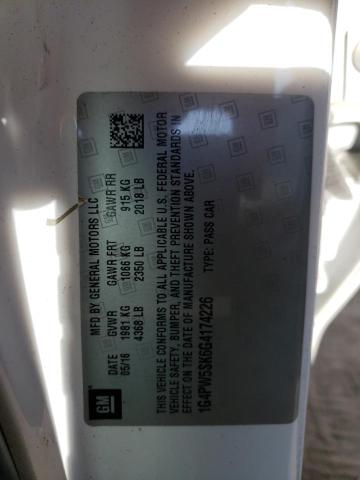 MFD BY GENERAL MOTORS LLC
DATE GVWR GAWR FRT GAWR RR
05/16 1981 KG 1066 KG 915 KG
4368 LB 2350 LB 2018 LB
THIS VEHICLE CONFORMS TO ALL APPLICABLE U.S. FEDERAL MOTOR
VEHICLE SAFETY, BUMPER, AND THEFT PREVENTION STANDARDS IN
EFFECT ON THE DATE OF MANUFACTURE SHOWN ABOVE.
1G4PW5SK6G4174226 TYPE: PASS CAR
GM